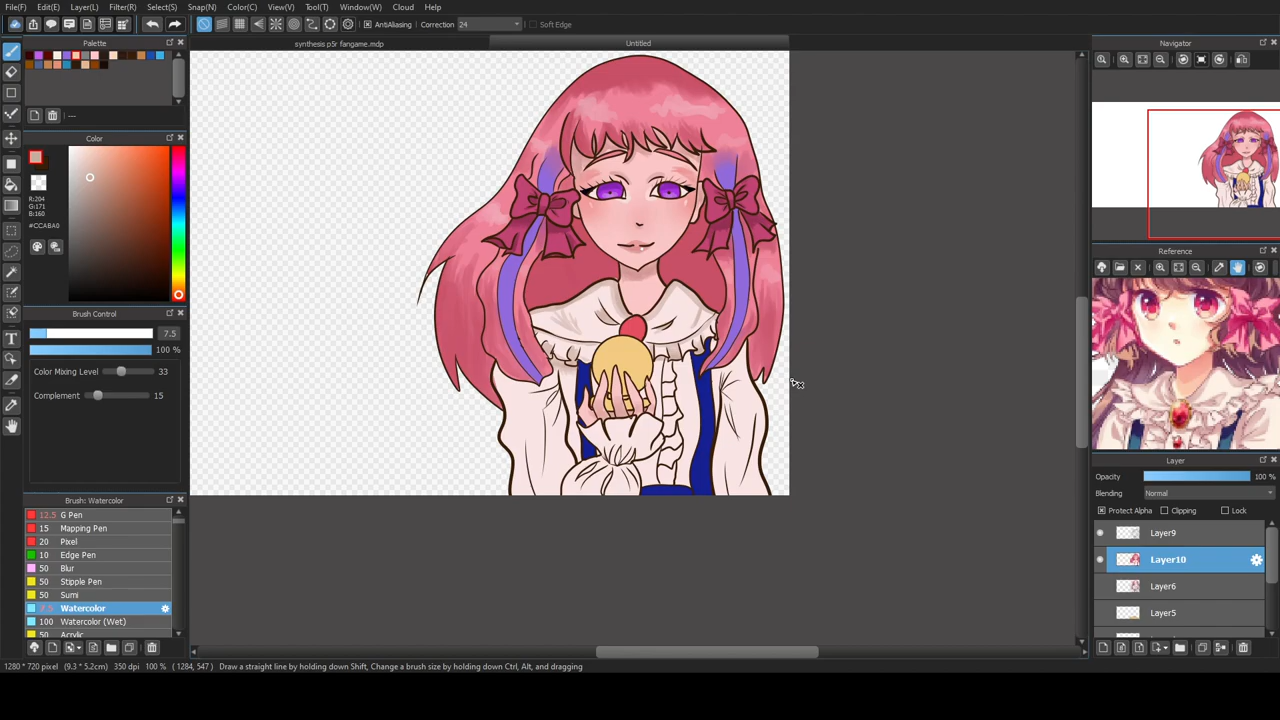 File(F) Edit(E) Layer(L) Filter(R) Select(S) Snap(N) Color(C) View(V) Tool(T) Window(W) Cloud Help
AntiAliasing Correction 24 Soft Edge
Palette
synthesis p5r fangame.mdp Untitled
Navigator
---
Color
R:204
G:171
B:160
#CCABA0
Reference
Brush Control
7.5
100 %
Color Mixing Level 33
Complement 15
Layer
Opacity 100 %
Blending Normal
Protect Alpha Clipping Lock
Layer9
Layer10
Layer6
Layer5
Brush: Watercolor
12.5 G Pen
15 Mapping Pen
20 Pixel
10 Edge Pen
50 Blur
50 Stipple Pen
50 Sumi
7.5 Watercolor
100 Watercolor (Wet)
50 Acrylic
1280 * 720 pixel (9.3 * 5.2cm) 350 dpi 100 % ( 1284, 547 ) Draw a straight line by holding down Shift, Change a brush size by holding down Ctrl, Alt, and dragging